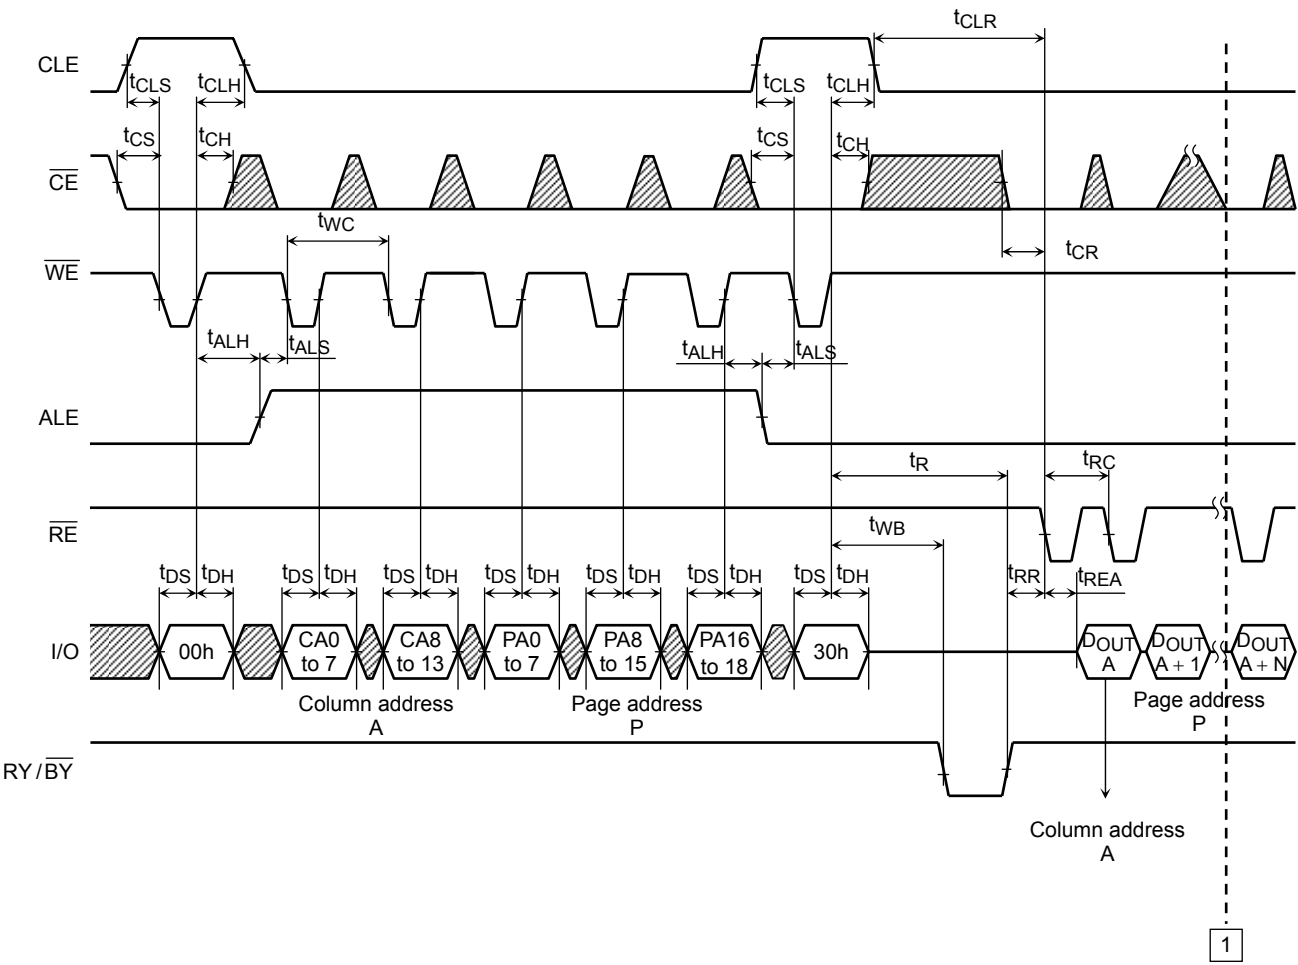 tCLR
CLE
tCLS tCLH tCLS tCLH
tCS tCH tCS tCH
CE
tWC
tCR
WE
tALH tALS tALH tALS
ALE
tR tRC
RE
tWB
tDS tDH tDS tDH tDS tDH tDS tDH tDS tDH tDS tDH tDS tDH tRR tREA
I/O 00h CA0 to 7 CA8 to 13 PA0 to 7 PA8 to 15 PA16 to 18 30h DOUT A DOUT A + 1 DOUT A + N
Column address A Page address P Page address P
RY/BY
Column address
A
1